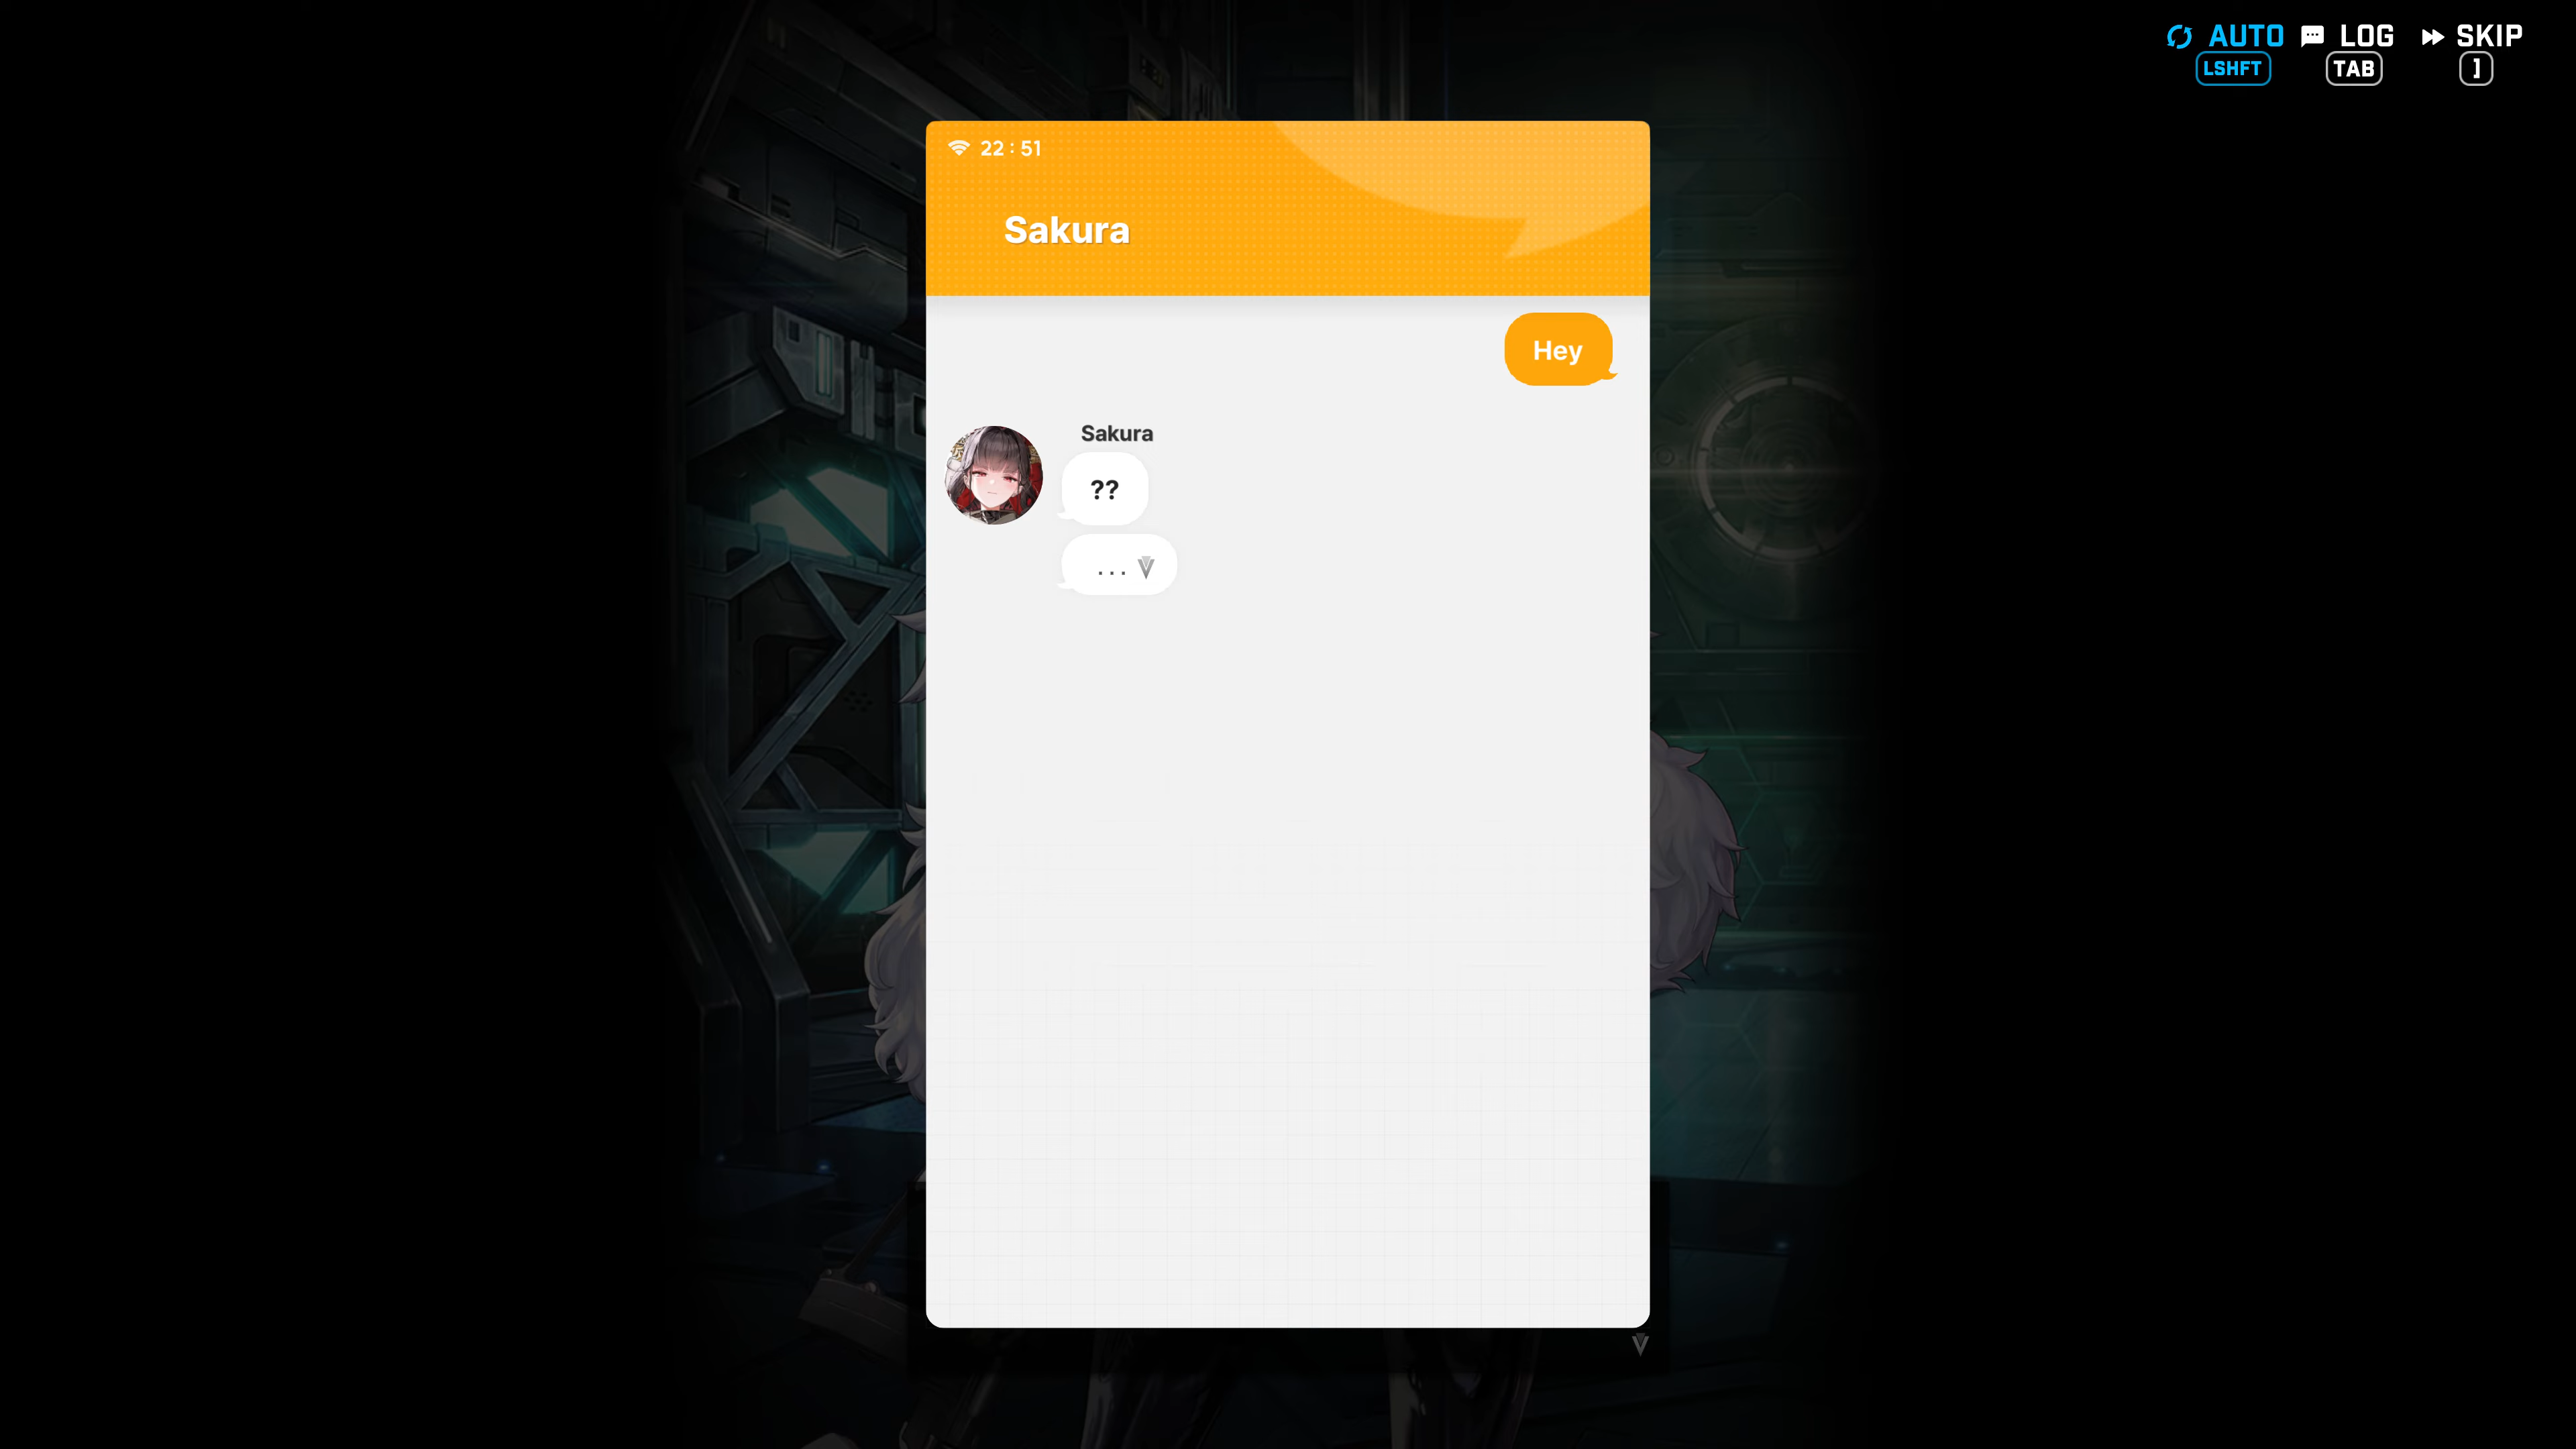 AUTO
LSHFT
LOG
TAB
SKIP
]
22 : 51
Sakura
Hey
Sakura
??
...